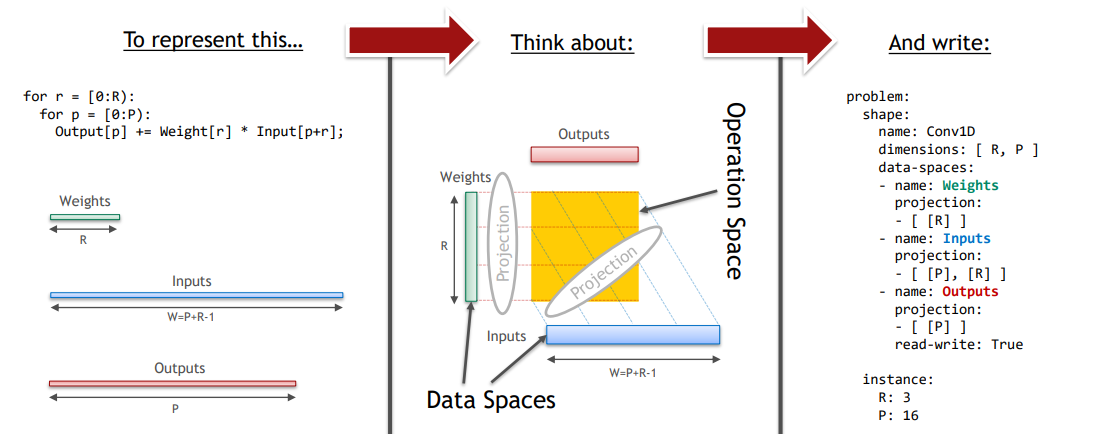 To represent this…
for r = [0:R):
  for p = [0:P):
    Output[p] += Weight[r] * Input[p+r];
Weights
R
Inputs
W=P+R-1
Outputs
P
Think about:
Outputs
Operation Space
Weights
R
Projection
Projection
Inputs
W=P+R-1
Data Spaces
And write:
problem:
  shape:
    name: Conv1D
    dimensions: [ R, P ]
    data-spaces:
    - name: Weights
      projection:
      - [ [R] ]
    - name: Inputs
      projection:
      - [ [P], [R] ]
    - name: Outputs
      projection:
      - [ [P] ]
      read-write: True
  instance:
    R: 3
    P: 16